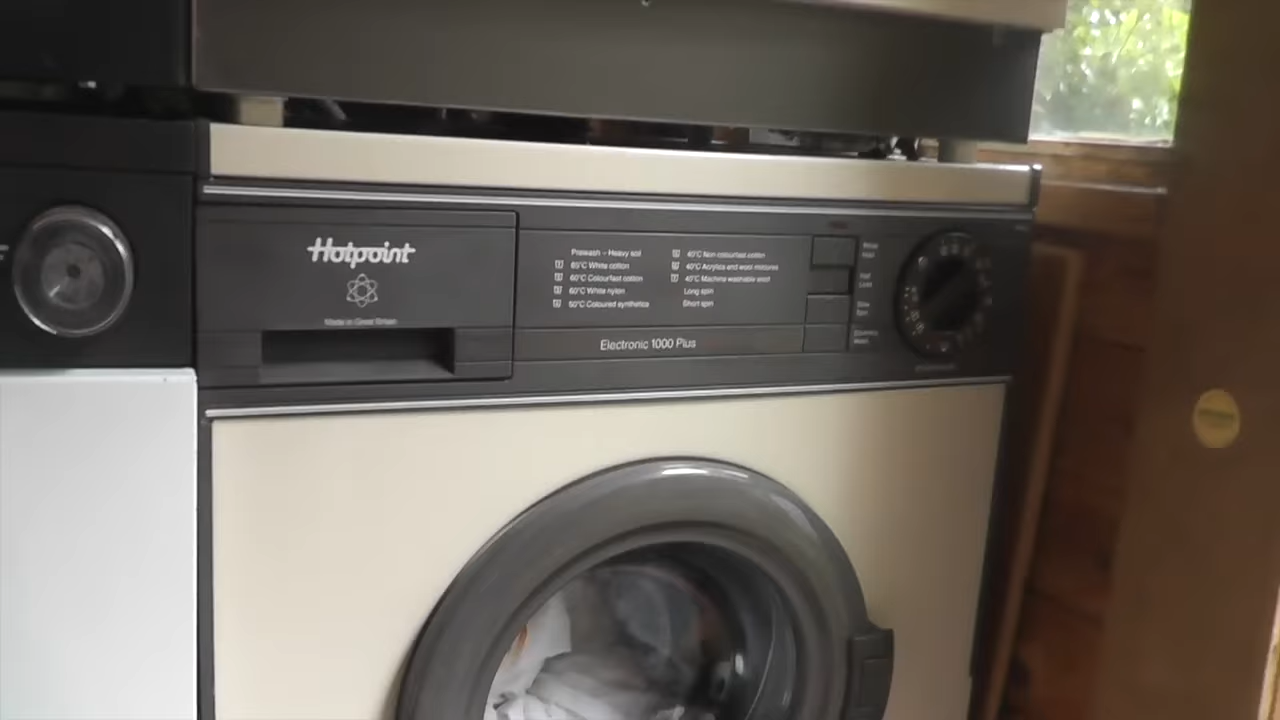 Hotpoint
Made in Great Britain
Prewash - Heavy soil
85°C White cotton
60°C Colourfast cotton
60°C White nylon
50°C Coloured synthetics
40°C Non colourfast cotton
40°C Acrylics and wool mixtures
40°C Machine washable wool
Long spin
Short spin
Electronic 1000 Plus